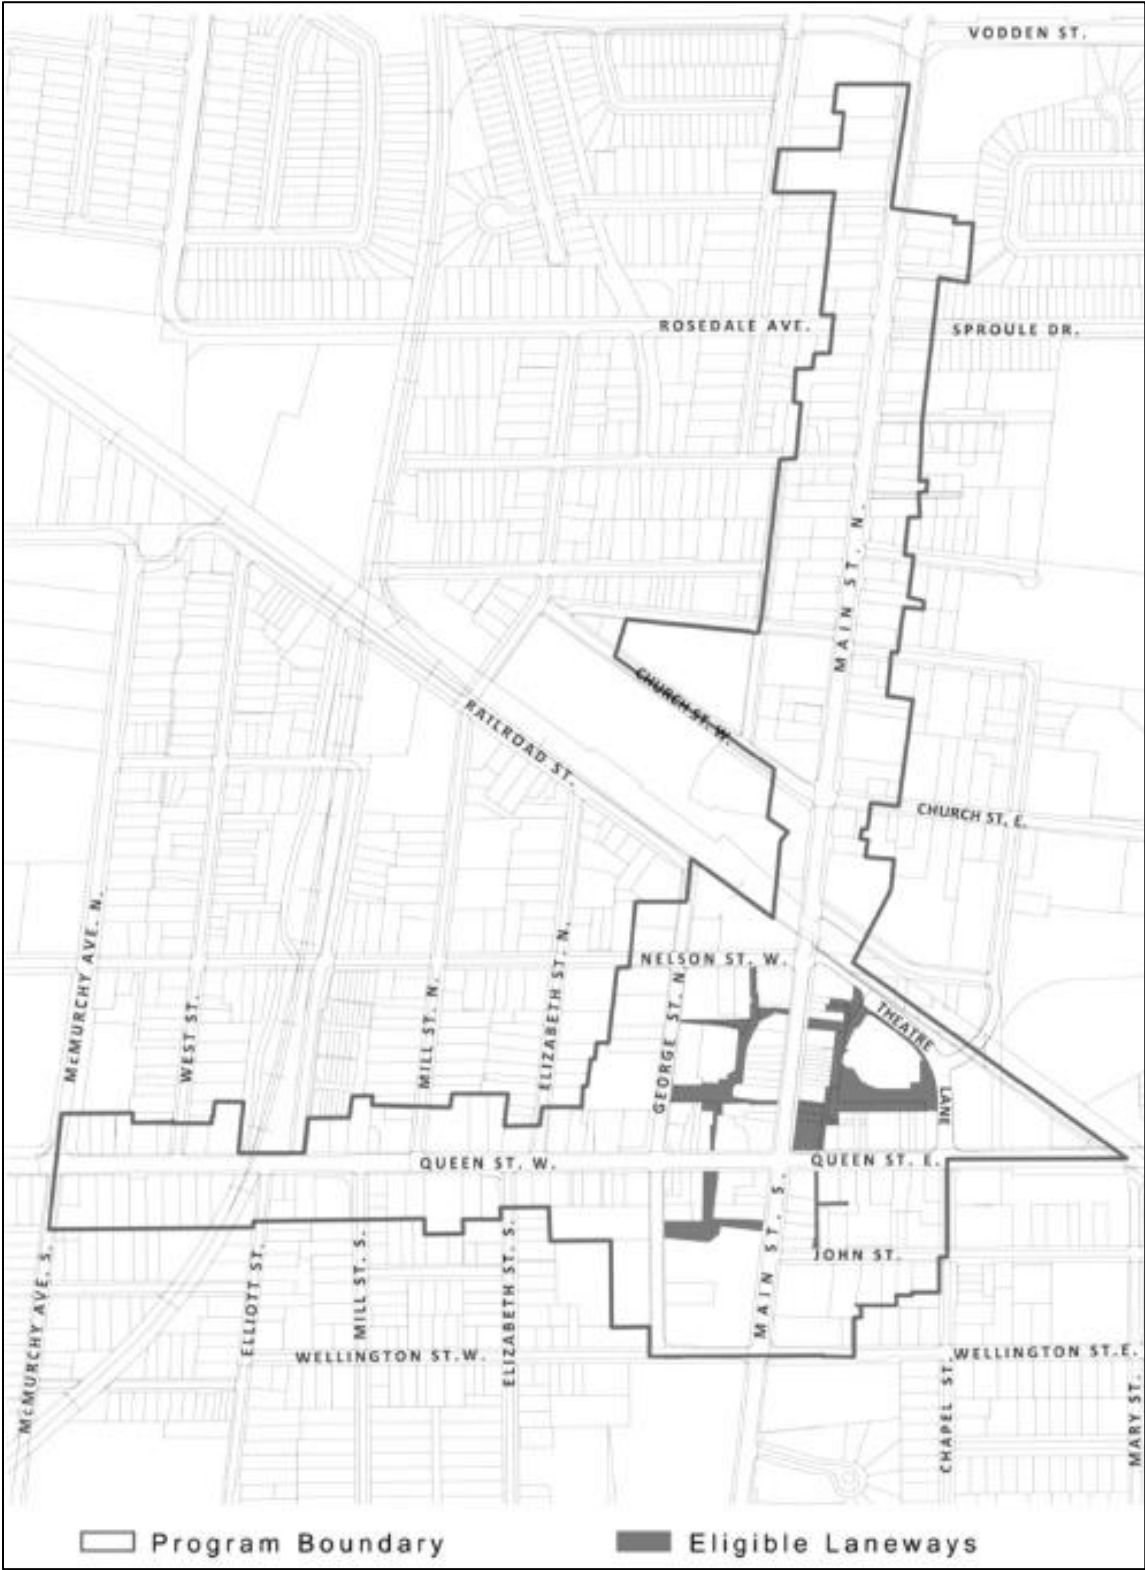 VODDEN ST.
ROSEDALE AVE.
SPROULE DR.
MAIN ST. N.
CHURCH ST. W.
RAILROAD ST.
CHURCH ST. E.
McMURCHY AVE. N.
WEST ST.
MILL ST. N.
ELIZABETH ST. N.
NELSON ST. W.
GEORGE ST. N
THEATRE
LANE
QUEEN ST. W.
QUEEN ST. E.
McMURCHY AVE. S.
ELLIOTT ST.
MILL ST. S.
ELIZABETH ST. S.
MAIN ST. S.
JOHN ST.
WELLINGTON ST.W.
WELLINGTON ST.E.
CHAPEL ST.
MARY ST.
Program Boundary
Eligible Laneways